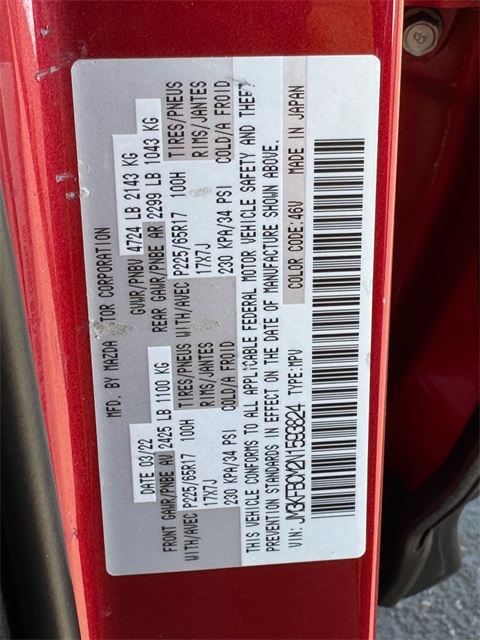 MFD. BY MAZDA TOR CORPORATION
DATE 03/22 GVWR/PNBV 4724 LB 2143 KG
FRONT GAWR/PNBE AV 2425 LB 1100 KG REAR GAWR/PNBE AR 2299 LB 1043 KG
TIRES/PNEUS WITH/AVEC P225/65R17 100H TIRES/PNEUS
WITH/AVEC P225/65R17 100H RIMS/JANTES 17X7J RIMS/JANTES
17X7J COLD/A FROID 230 KPA/34 PSI COLD/A FROID
230 KPA/34 PSI
THIS VEHICLE CONFORMS TO ALL APPLICABLE FEDERAL MOTOR VEHICLE SAFETY AND THEFT
PREVENTION STANDARDS IN EFFECT ON THE DATE OF MANUFACTURE SHOWN ABOVE.
COLOR CODE: 46V MADE IN JAPAN
VIN: JM3KFBCM2N1593824 TYPE: MPV